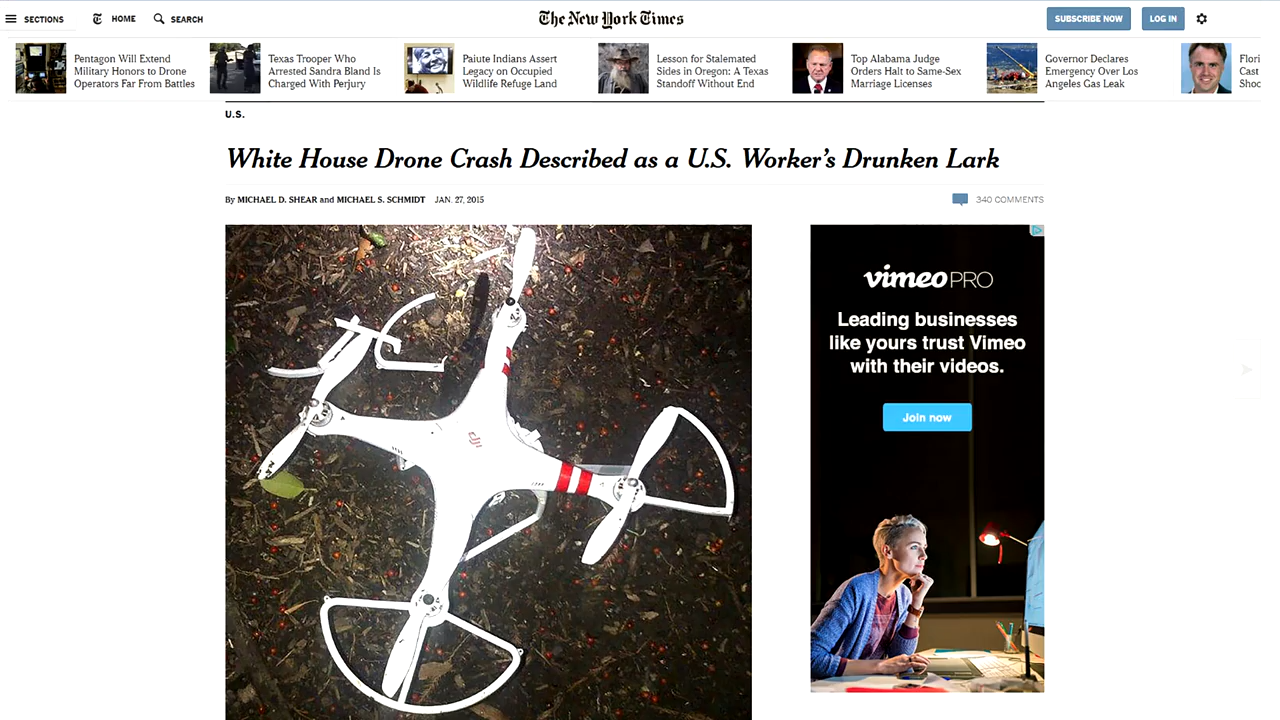 SECTIONS
HOME
SEARCH
The New York Times
SUBSCRIBE NOW
LOG IN
Pentagon Will Extend
Military Honors to Drone
Operators Far From Battles
Texas Trooper Who
Arrested Sandra Bland Is
Charged With Perjury
Paiute Indians Assert
Legacy on Occupied
Wildlife Refuge Land
Lesson for Stalemated
Sides in Oregon: A Texas
Standoff Without End
Top Alabama Judge
Orders Halt to Same-Sex
Marriage Licenses
Governor Declares
Emergency Over Los
Angeles Gas Leak
Flori
Cast
Shoc
U.S.
White House Drone Crash Described as a U.S. Worker's Drunken Lark
By MICHAEL D. SHEAR and MICHAEL S. SCHMIDT JAN. 27, 2015
340 COMMENTS
vimeo PRO
Leading businesses
like yours trust Vimeo
with their videos.
Join now